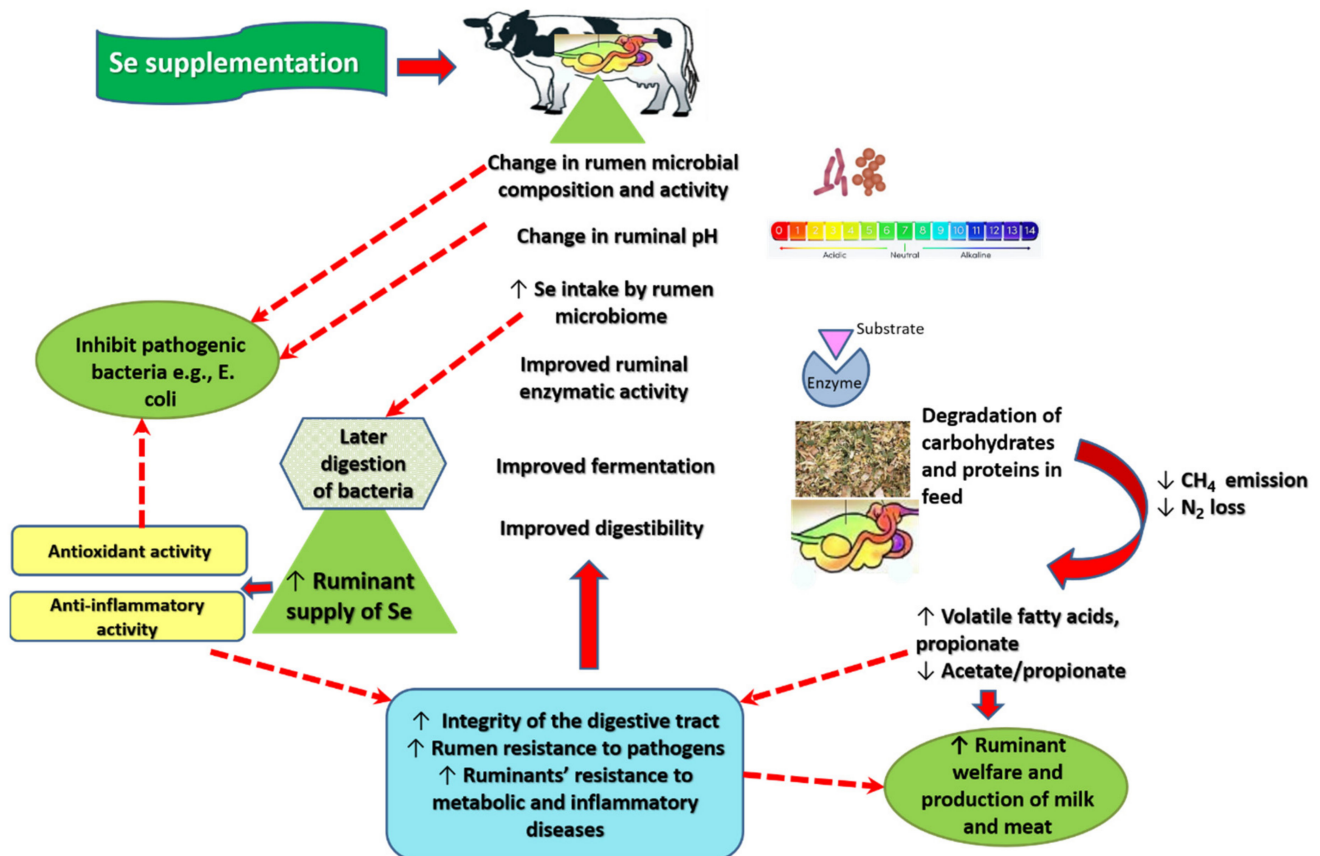 Se supplementation
Change in rumen microbial
composition and activity
0 1 2 3 4 5 6 7 8 9 10 11 12 13 14
Acidic Neutral Alkaline
Change in ruminal pH
↑ Se intake by rumen
microbiome
Inhibit pathogenic
bacteria e.g., E.
coli
Improved ruminal
enzymatic activity
Substrate
Enzyme
Later
digestion
of bacteria
Improved fermentation
Improved digestibility
Degradation of
carbohydrates
and proteins in
feed
↓ CH₄ emission
↓ N₂ loss
Antioxidant activity
Anti-inflammatory
activity
↑ Ruminant
supply of Se
↑ Volatile fatty acids,
propionate
↓ Acetate/propionate
↑ Integrity of the digestive tract
↑ Rumen resistance to pathogens
↑ Ruminants' resistance to
metabolic and inflammatory
diseases
↑ Ruminant
welfare and
production of milk
and meat